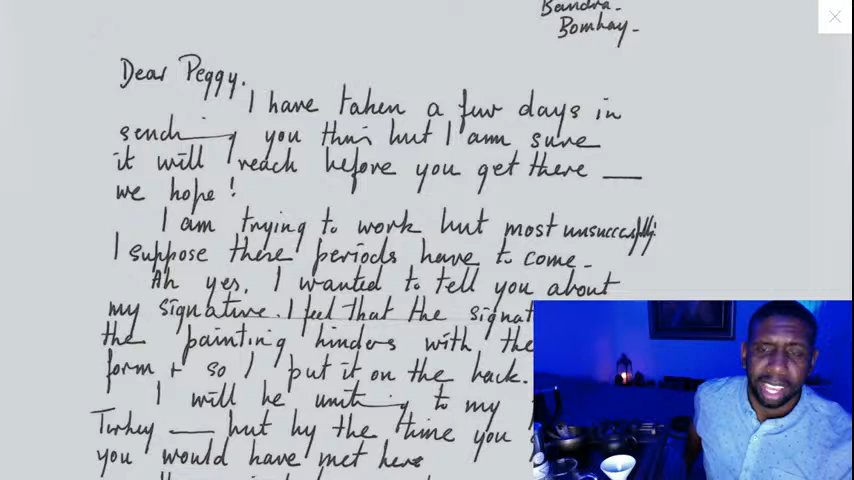 Bandra-
Bombay-
Dear Peggy.
I have taken a few days in
sending you this but I am sure
it will reach before you get there —
we hope!
I am trying to work but most unsuccessfully.
I suppose these periods have to come-
Ah yes, I wanted to tell you about
my signature. I feel that the
the painting hinders with the
form + so I put it on the back.
I will be writing to my
Turkey — but by the time you
you would have met here